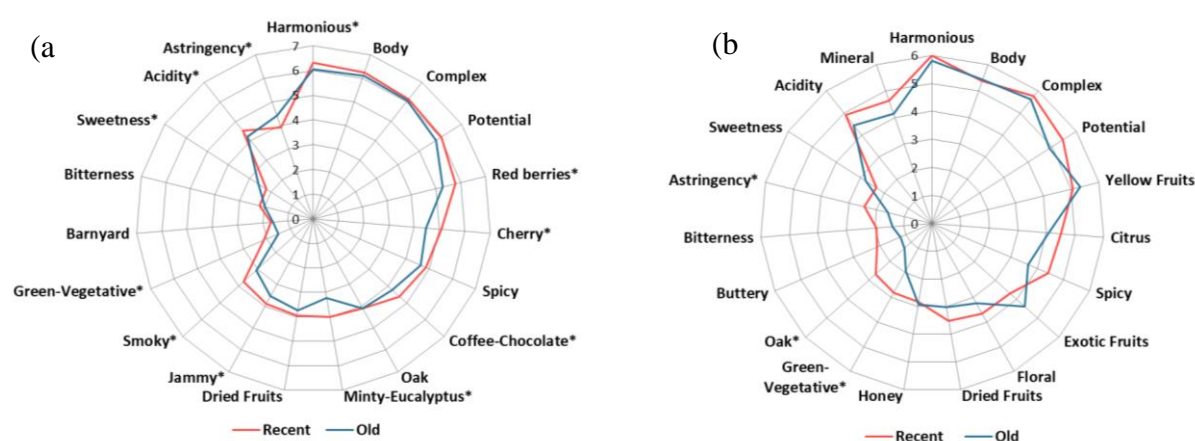 (a
Harmonious*
Body
Complex
Potential
Red berries*
Cherry*
Spicy
Coffee-Chocolate*
Oak
Minty-Eucalyptus*
Dried Fruits
Jammy*
Smoky*
Green-Vegetative*
Barnyard
Bitterness
Sweetness*
Acidity*
Astringency*
7
6
5
4
3
2
1
0
Recent
Old
(b
Harmonious
Body
Complex
Potential
Yellow Fruits
Citrus
Spicy
Exotic Fruits
Floral
Dried Fruits
Honey
Green-
Vegetative*
Oak*
Buttery
Bitterness
Astringency*
Sweetness
Acidity
Mineral
6
5
4
3
2
1
0
Recent
Old